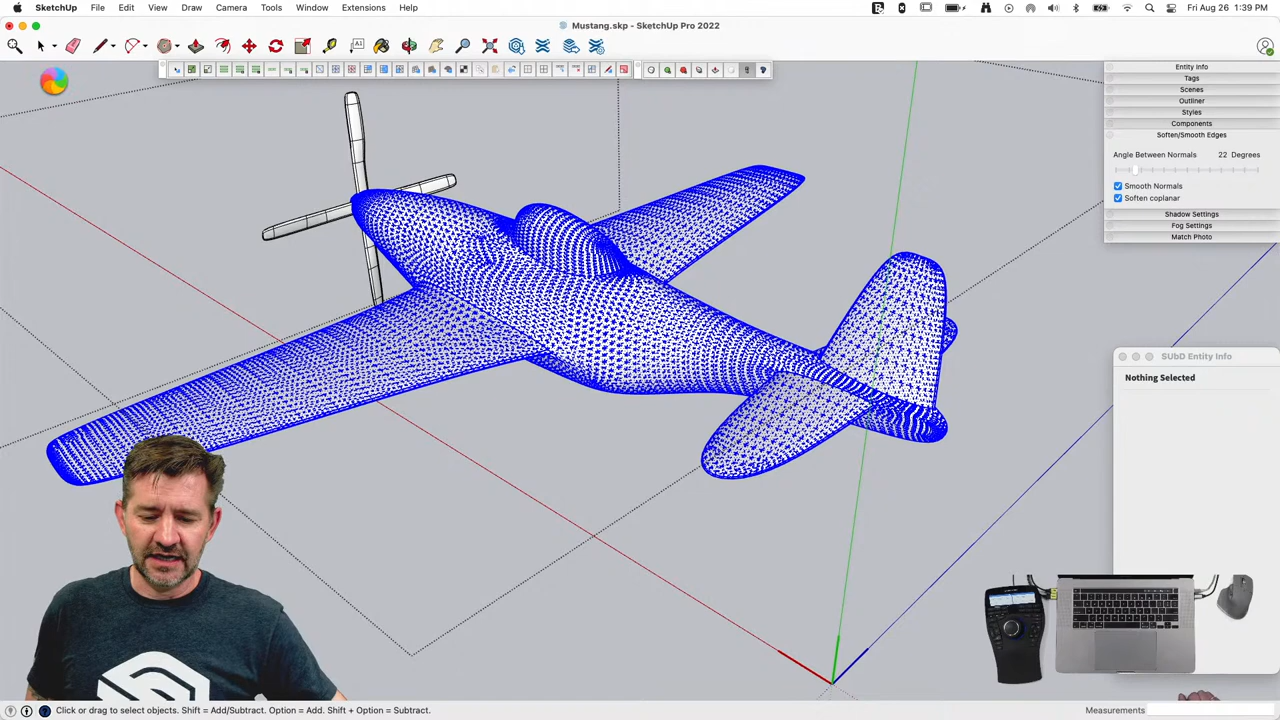 SketchUp File Edit View Draw Camera Tools Window Extensions Help
Fri Aug 26 1:39 PM
Mustang.skp - SketchUp Pro 2022
Entity Info
Tags
Scenes
Outliner
Styles
Components
Soften/Smooth Edges
Angle Between Normals 22 Degrees
Smooth Normals
Soften coplanar
Shadow Settings
Fog Settings
Match Photo
SUbD Entity Info
Nothing Selected
Click or drag to select objects. Shift = Add/Subtract. Option = Add. Shift + Option = Subtract.
Measurements